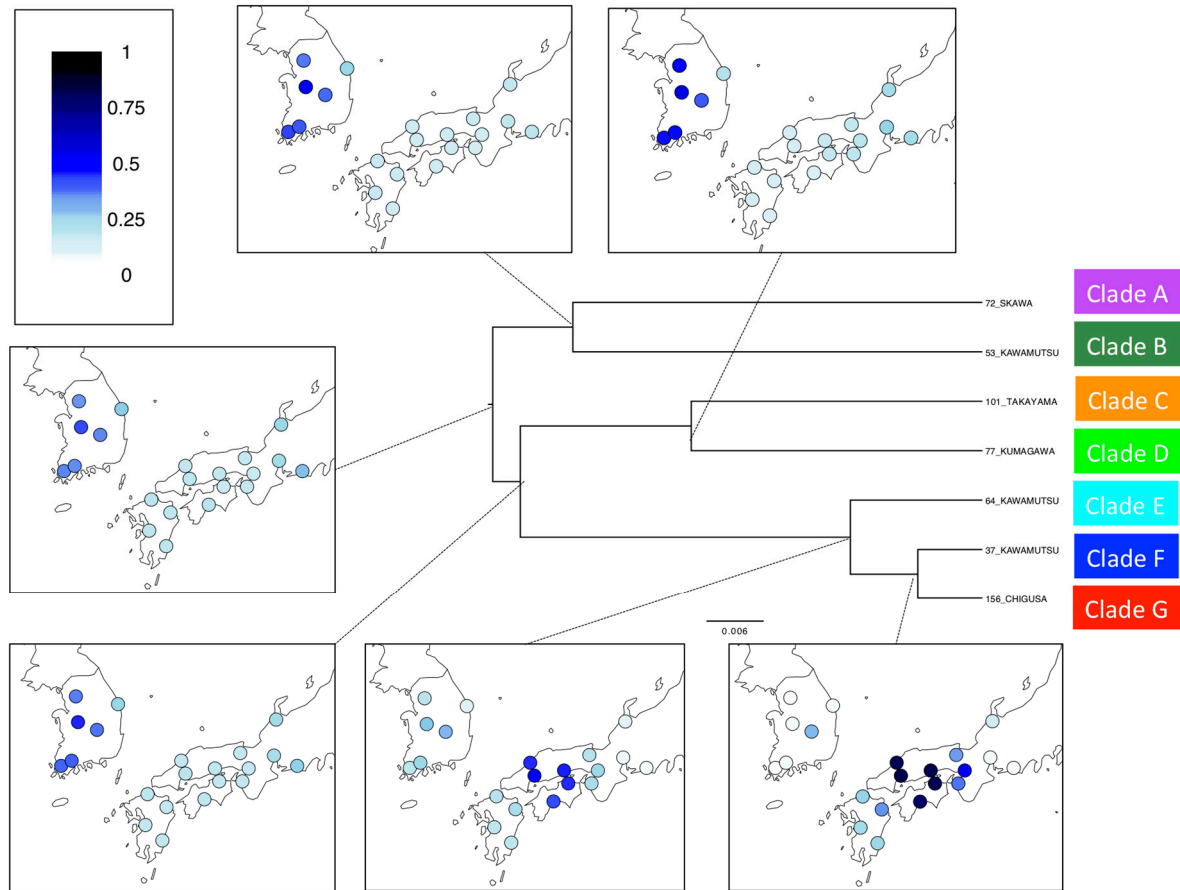 1
0.75
0.5
0.25
0
72_SKAWA
Clade A
53_KAWAMUTSU
Clade B
101_TAKAYAMA
Clade C
77_KUMAGAWA
Clade D
64_KAWAMUTSU
Clade E
37_KAWAMUTSU
Clade F
156_CHIGUSA
Clade G
0.006